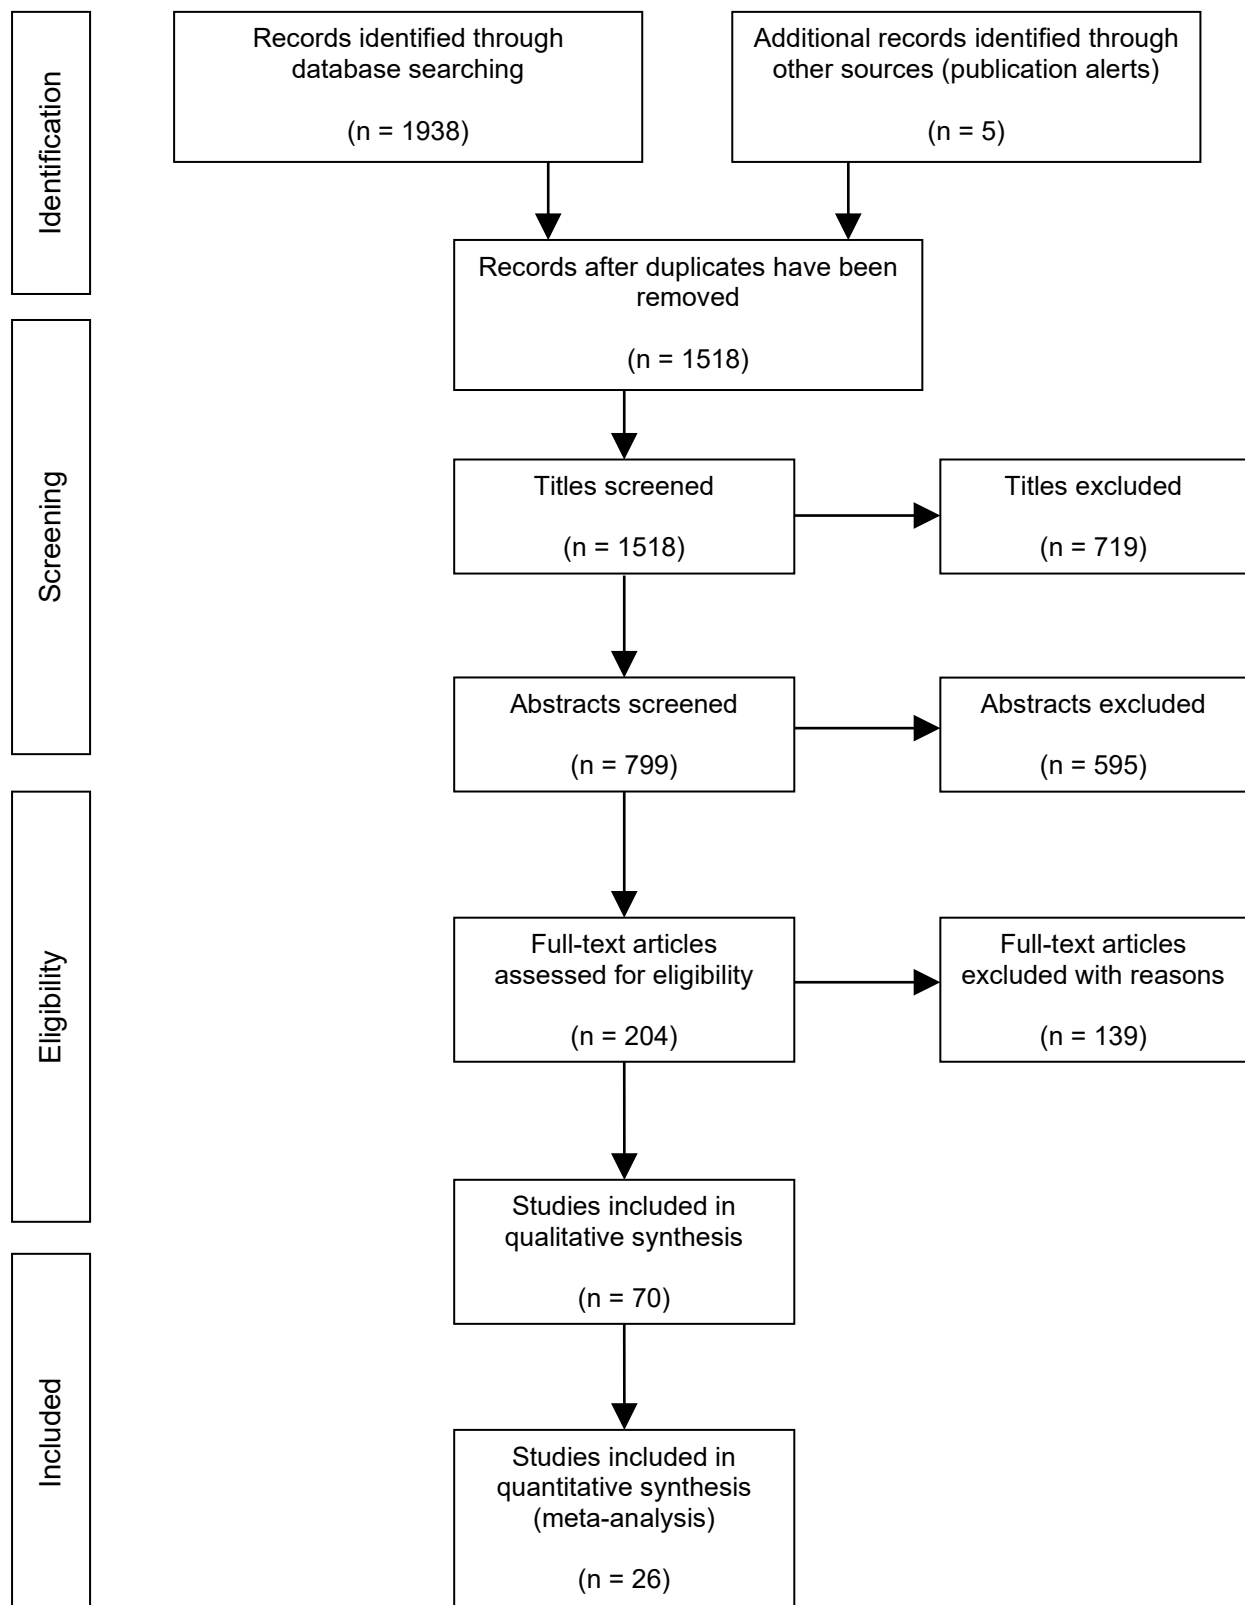 Identification
Records identified through
database searching
(n = 1938)
Additional records identified through
other sources (publication alerts)
(n = 5)
Records after duplicates have been
removed
(n = 1518)
Screening
Titles screened
(n = 1518)
Titles excluded
(n = 719)
Abstracts screened
(n = 799)
Abstracts excluded
(n = 595)
Eligibility
Full-text articles
assessed for eligibility
(n = 204)
Full-text articles
excluded with reasons
(n = 139)
Studies included in
qualitative synthesis
(n = 70)
Included
Studies included in
quantitative synthesis
(meta-analysis)
(n = 26)